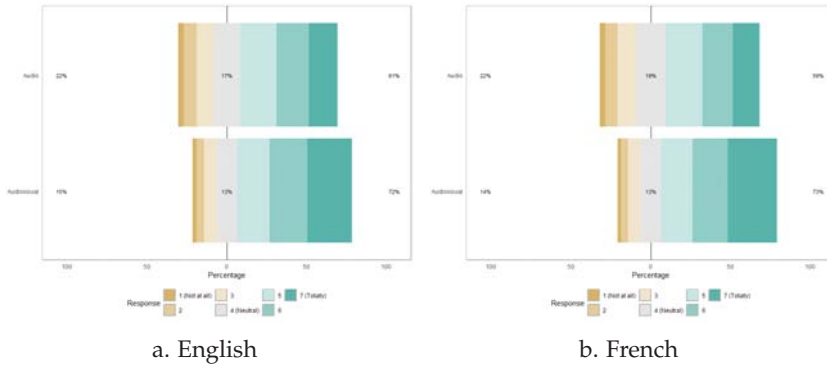 22% 17% 61%
15% 13% 72%
100 50 0 50 100
Percentage
Response 1 (Not at all) 3 5 7 (Totally)
2 4 (Neutral) 6
a. English
22% 19% 59%
14% 13% 73%
100 50 0 50 100
Percentage
Response 1 (Not at all) 3 5 7 (Totally)
2 4 (Neutral) 6
b. French